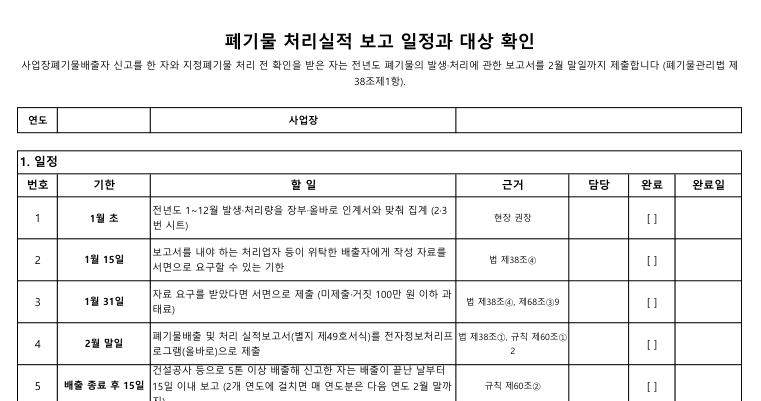 폐기물 처리실적 보고 일정과 대상 확인
사업장폐기물배출자 신고를 한 자와 지정폐기물 처리 전 확인을 받은 자는 전년도 폐기물의 발생·처리에 관한 보고서를 2월 말일까지 제출합니다 (폐기물관리법 제
38조제1항).
연도 사업장
1. 일정
번호 기한 할 일 근거 담당 완료 완료일
1 1월 초 전년도 1~12월 발생·처리량을 장부·올바로 인계서와 맞춰 집계 (2·3
번 시트) 현장 권장 [ ]
2 1월 15일 보고서를 내야 하는 처리업자 등이 위탁한 배출자에게 작성 자료를
서면으로 요구할 수 있는 기한 법 제38조④ [ ]
3 1월 31일 자료 요구를 받았다면 서면으로 제출 (미제출·거짓 100만 원 이하 과
태료) 법 제38조④, 제68조③9 [ ]
4 2월 말일 폐기물배출 및 처리 실적보고서(별지 제49호서식)를 전자정보처리프
로그램(올바로)으로 제출 법 제38조①, 규칙 제60조①
2 [ ]
5 배출 종료 후 15일 건설공사 등으로 5톤 이상 배출해 신고한 자는 배출이 끝난 날부터
15일 이내 보고 (2개 연도에 걸치면 매 연도분은 다음 연도 2월 말까
지) 규칙 제60조② [ ]